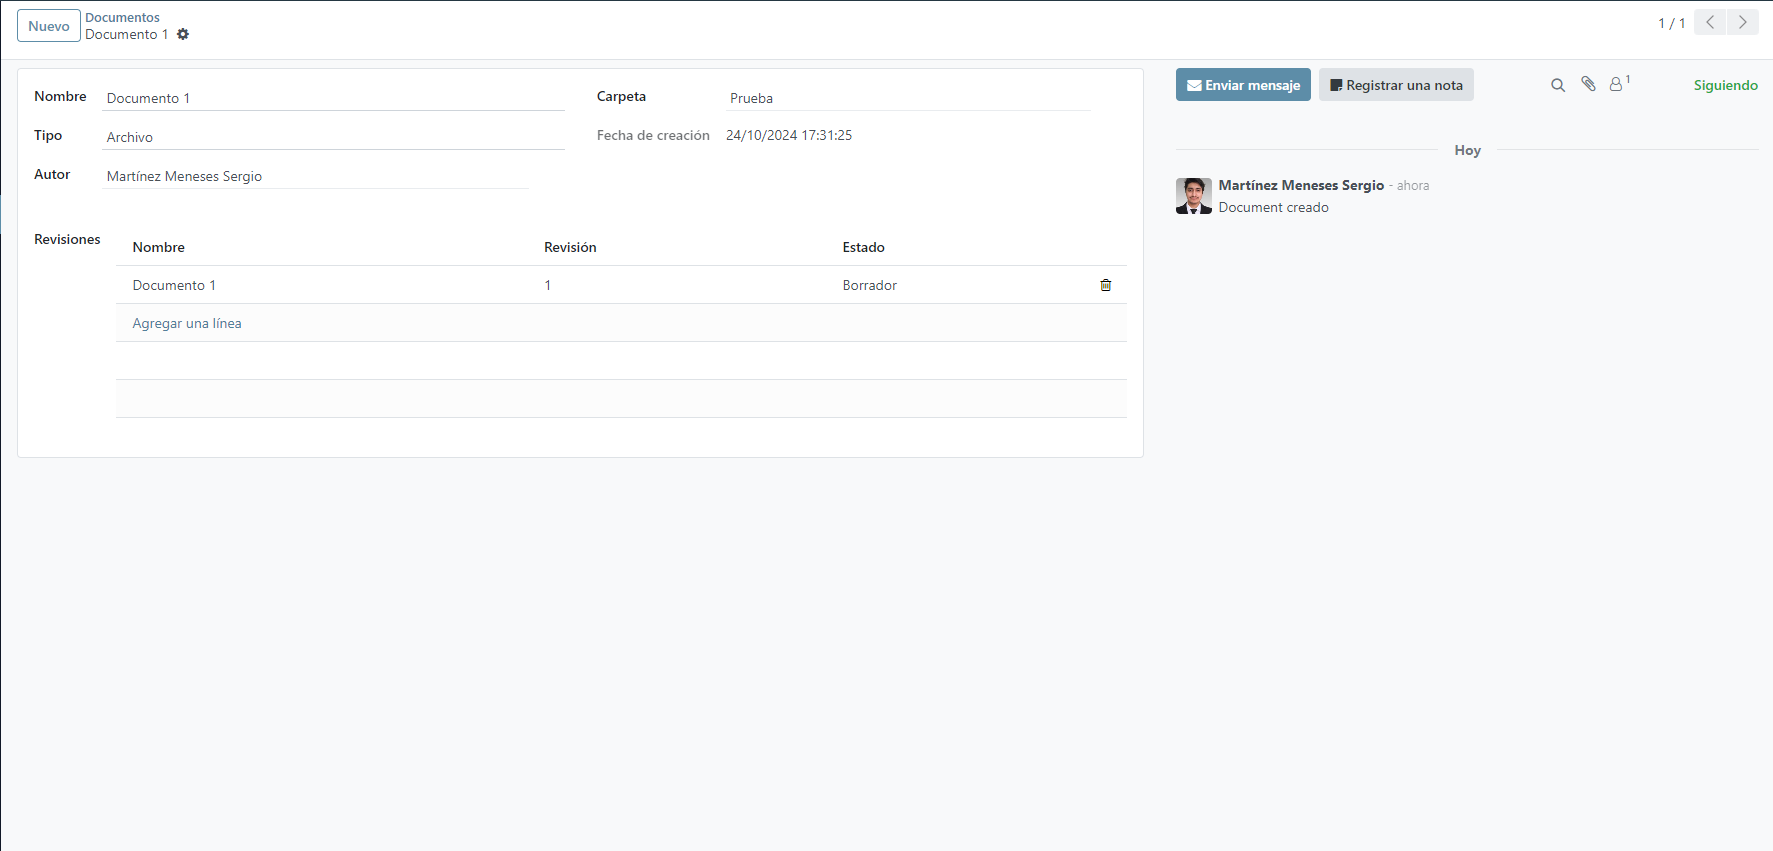 Nuevo
Documentos
Documento 1
1 / 1
Nombre
Documento 1
Carpeta
Prueba
Tipo
Archivo
Fecha de creación
24/10/2024 17:31:25
Autor
Martínez Meneses Sergio
Revisiones
Nombre Revisión Estado
Documento 1 1 Borrador
Agregar una línea
Enviar mensaje
Registrar una nota
1
Siguiendo
Hoy
Martínez Meneses Sergio - ahora
Document creado